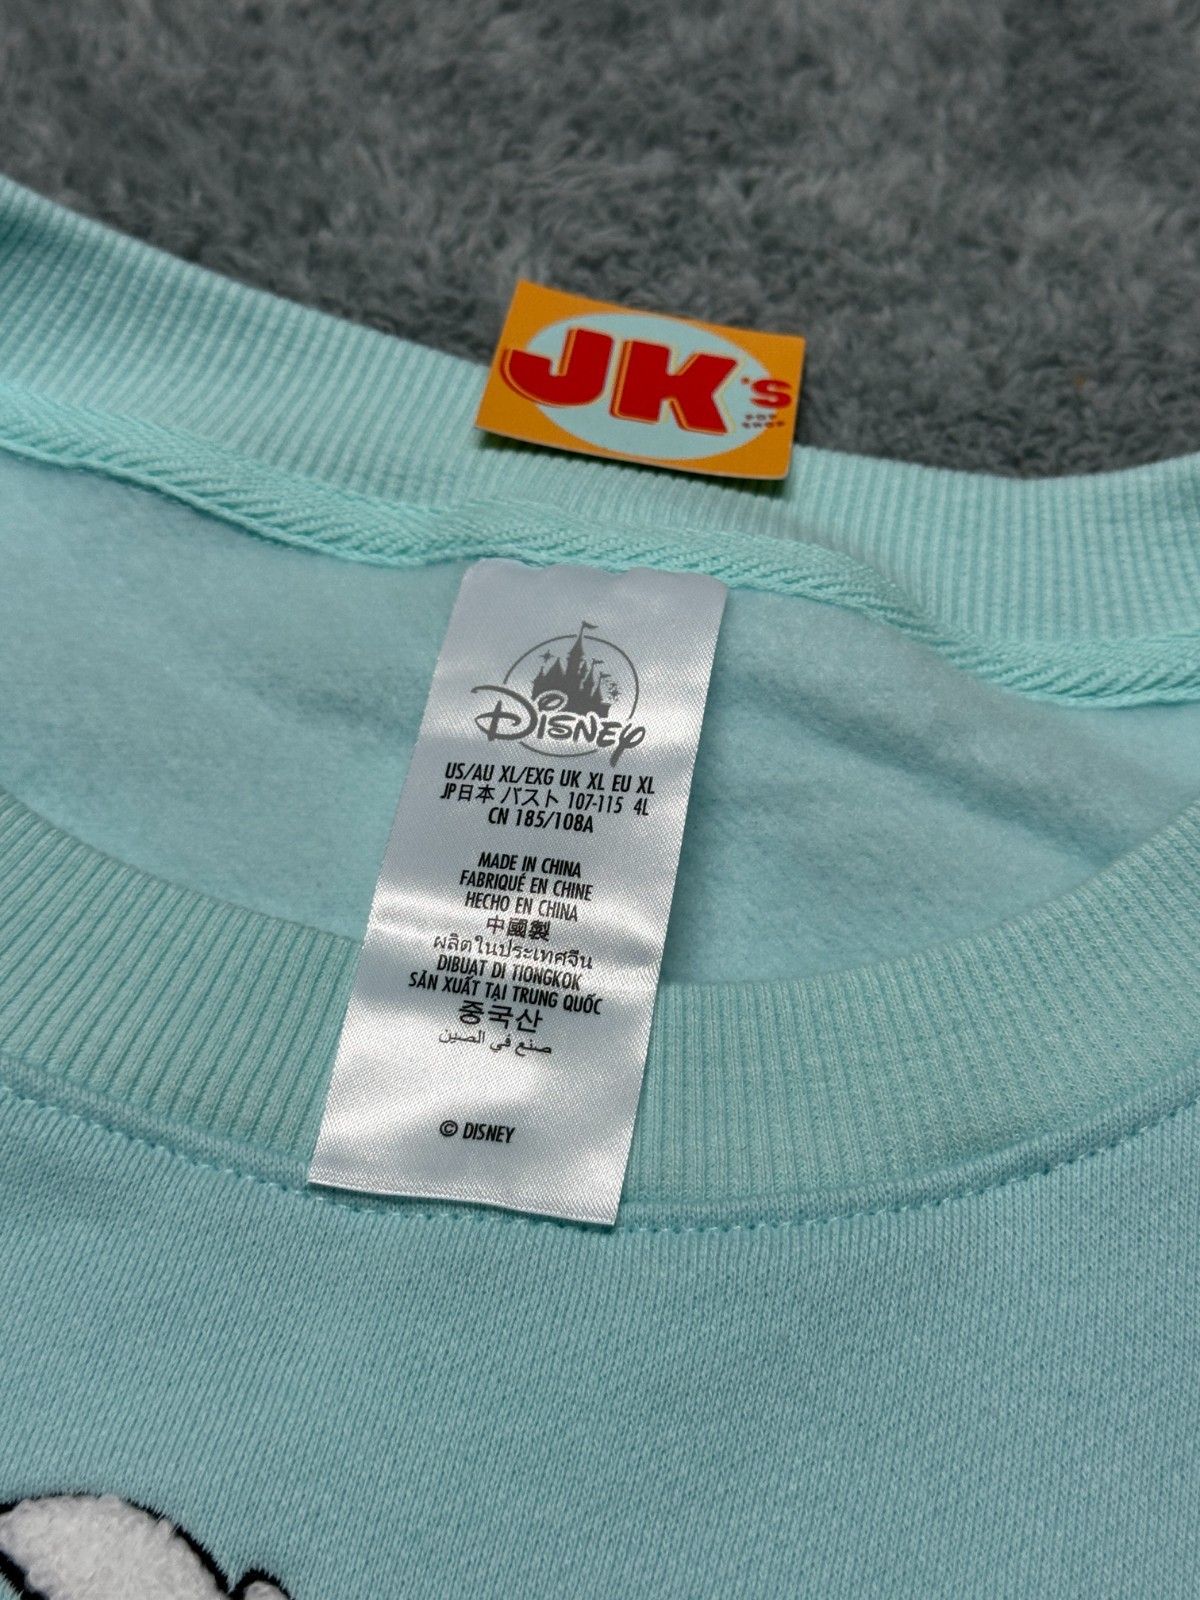 JK's
POP
SHOP
Disney
US/AU XL/EXG UK XL EU XL
JP日本 バスト 107-115 4L
CN 185/108A
MADE IN CHINA
FABRIQUÉ EN CHINE
HECHO EN CHINA
中國製
ผลิตในประเทศจีน
DIBUAT DI TIONGKOK
SẢN XUẤT TẠI TRUNG QUỐC
중국산
صنع في الصين
© DISNEY